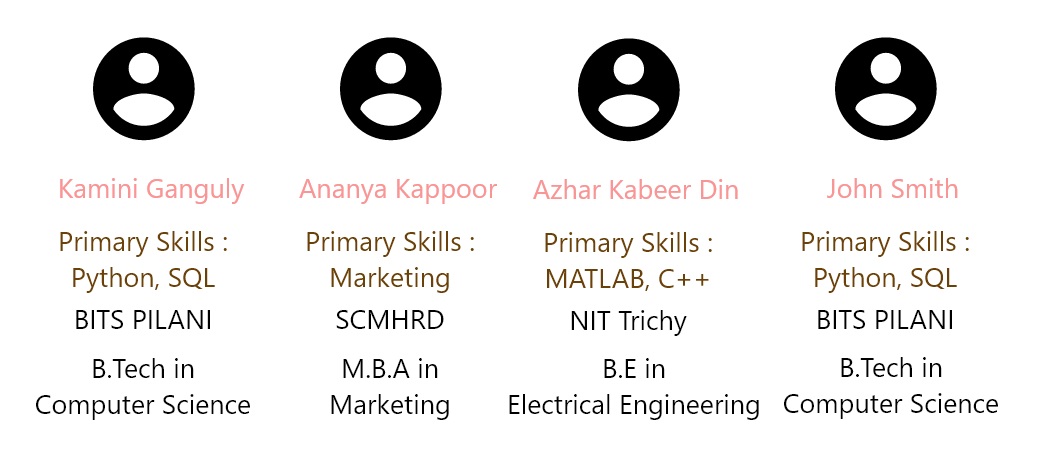 Kamini Ganguly
Primary Skills :
Python, SQL
BITS PILANI
B.Tech in
Computer Science
Ananya Kappoor
Primary Skills :
Marketing
SCMHRD
M.B.A in
Marketing
Azhar Kabeer Din
Primary Skills :
MATLAB, C++
NIT Trichy
B.E in
Electrical Engineering
John Smith
Primary Skills :
Python, SQL
BITS PILANI
B.Tech in
Computer Science